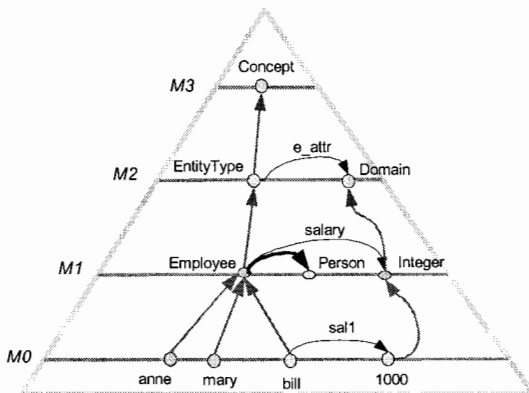 Concept
M3
e_attr
M2 EntityType Domain
salary
M1 Employee Person Integer
sal1
M0
anne mary bill 1000